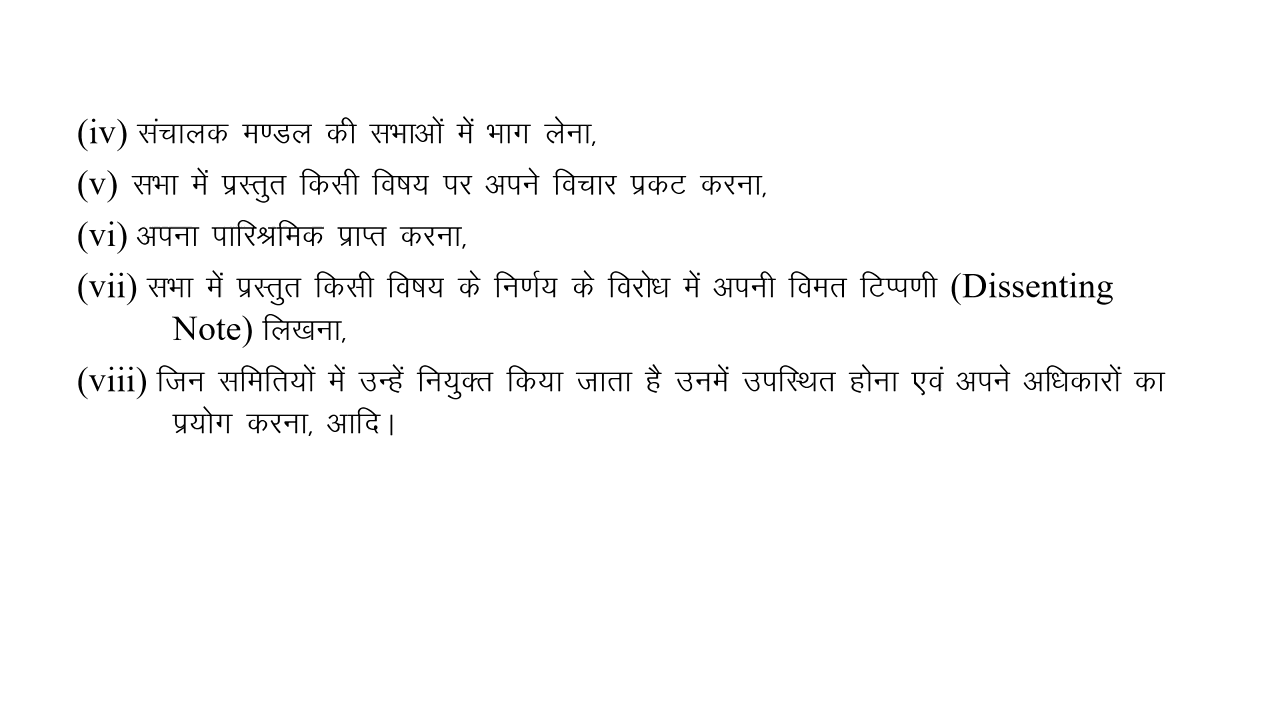 (iv) संचालक मण्डल की सभाओं में भाग लेना,
(v) सभा में प्रस्तुत किसी विषय पर अपने विचार प्रकट करना,
(vi) अपना पारिश्रमिक प्राप्त करना,
(vii) सभा में प्रस्तुत किसी विषय के निर्णय के विरोध में अपनी विमत टिप्पणी (Dissenting
Note) लिखना,
(viii) जिन समितियों में उन्हें नियुक्त किया जाता है उनमें उपस्थित होना एवं अपने अधिकारों का
प्रयोग करना, आदि।